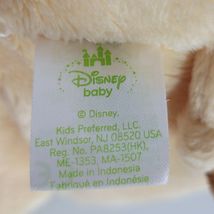 Disney
baby
© Disney.
Kids Preferred, LLC.
East Windsor, NJ 08520 USA
Reg. No. PA8253(HK),
ME-1353, MA-1507
Made in Indonesia
Fabriqué en Indonésie